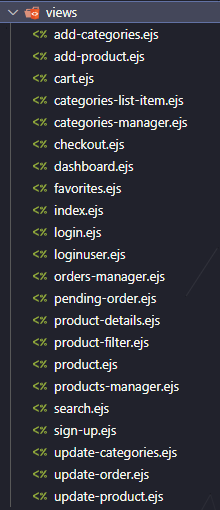 views
add-categories.ejs
add-product.ejs
cart.ejs
categories-list-item.ejs
categories-manager.ejs
checkout.ejs
dashboard.ejs
favorites.ejs
index.ejs
login.ejs
loginuser.ejs
orders-manager.ejs
pending-order.ejs
product-details.ejs
product-filter.ejs
product.ejs
products-manager.ejs
search.ejs
sign-up.ejs
update-categories.ejs
update-order.ejs
update-product.ejs